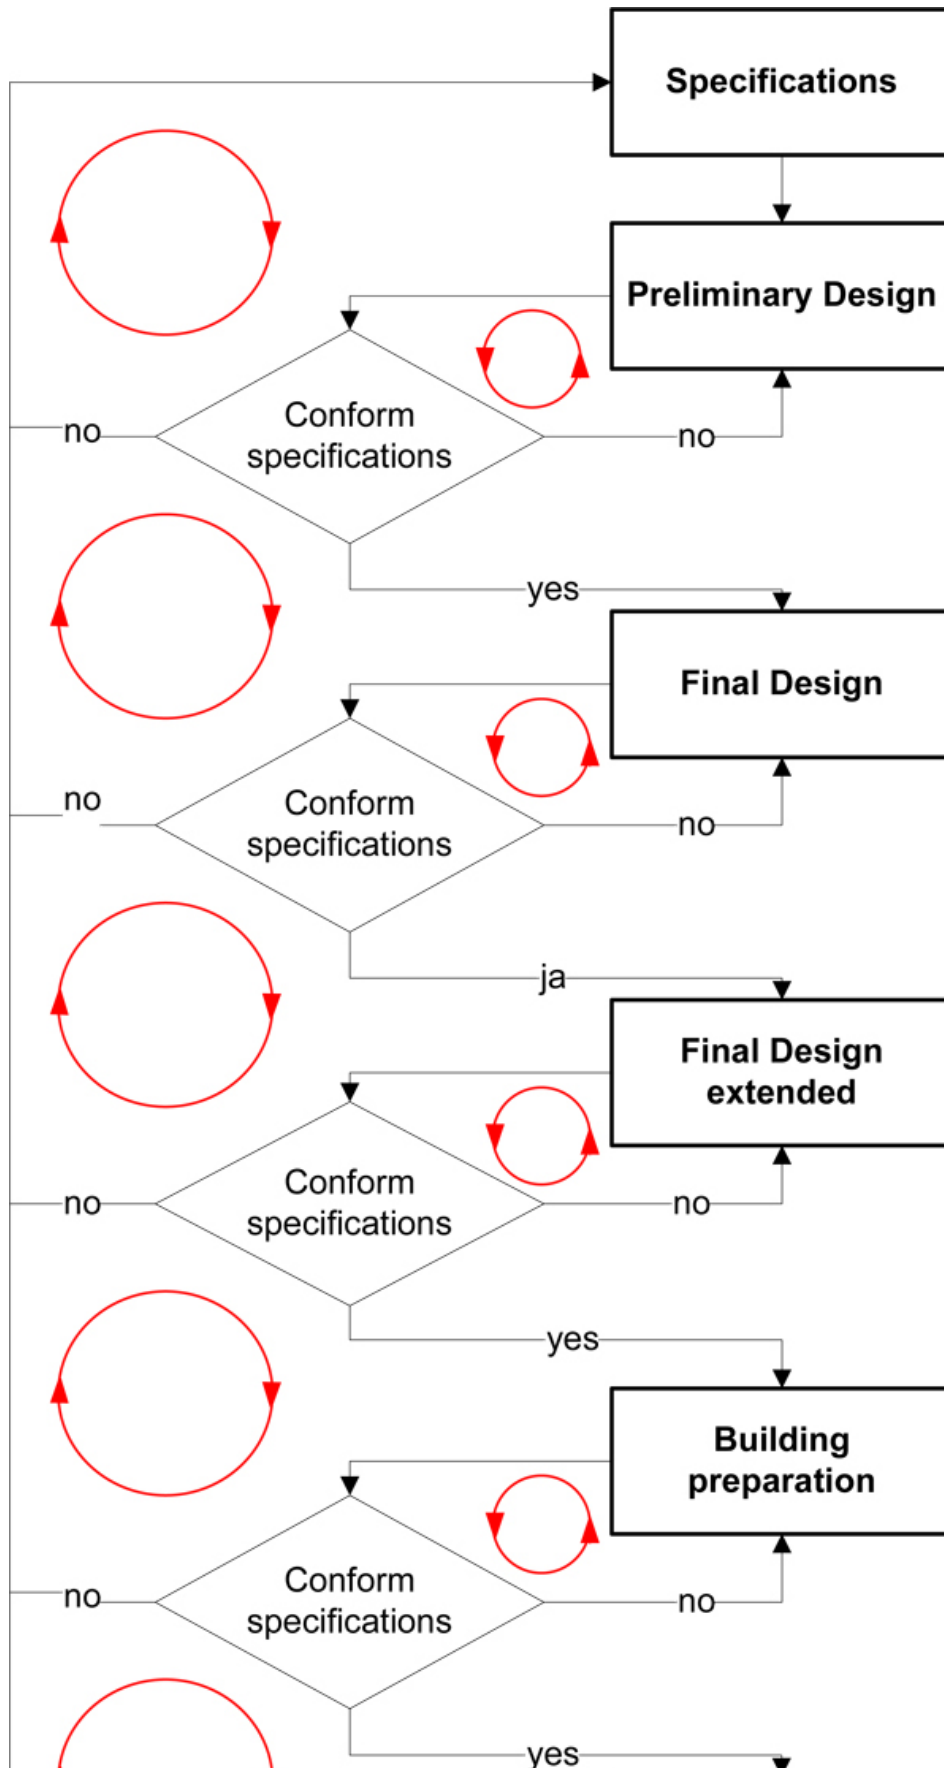 Specifications
Preliminary Design
Conform
specifications
no
no
yes
Final Design
Conform
specifications
no
no
ja
Final Design
extended
Conform
specifications
no
no
yes
Building
preparation
Conform
specifications
no
no
yes